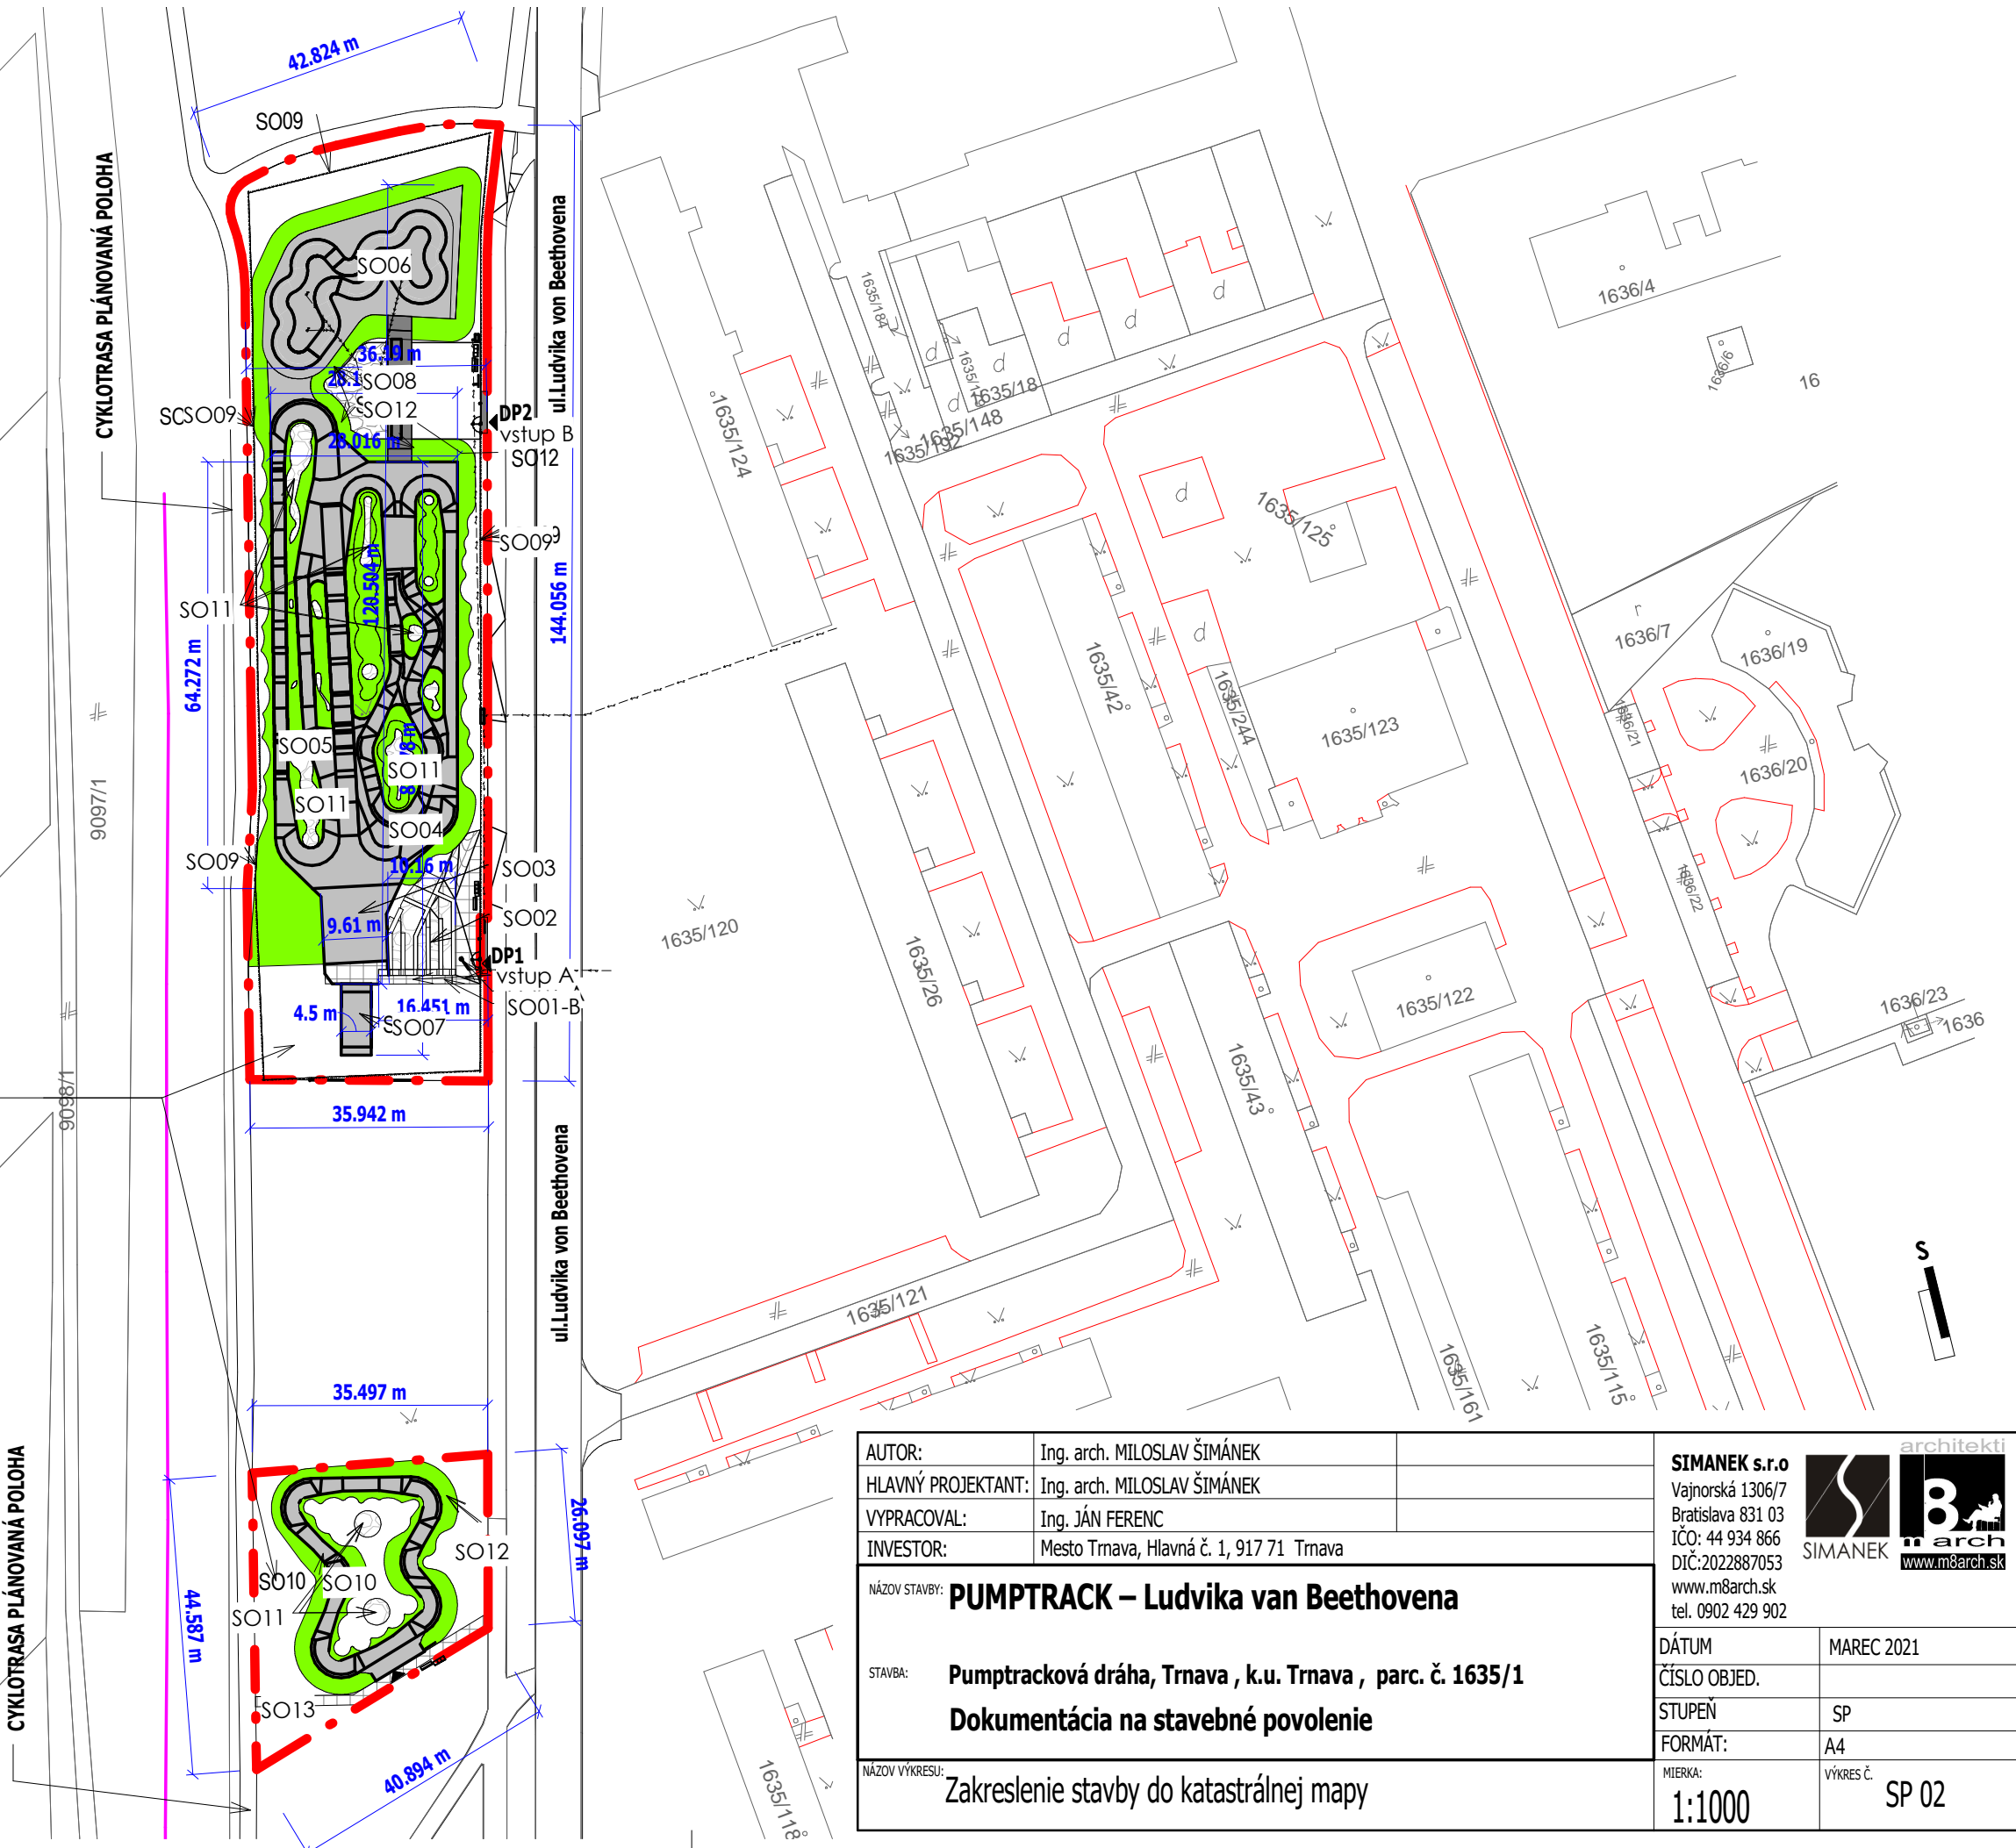 42.824 m
SO09
CYKLOTRASA PLÁNOVANÁ POLOHA
ul.Ludvika von Beethovena
SO06
36.19 m
28.1
SO08
SO12
SO09
DP2
vstup B
28.016 m
SO12
SO09
120.504 m
144.056 m
SO11
64.272 m
SO05
SO11
SO11
SO04
SO09
10.16 m
SO03
9.61 m
SO02
DP1
vstup A
SO01-B
4.5 m
16.451 m
SO07
35.942 m
9097/1
9098/1
ul.Ludvika von Beethovena
35.497 m
CYKLOTRASA PLÁNOVANÁ POLOHA
26.097 m
SO12
SO10
SO10
SO11
44.587 m
SO13
40.894 m
1635/124
1635/184
1635/18
1635/148
1635/192
d
d
d
d
d
d
d
d
1635/125
1636/4
1636/6
16
r
1636/7
1636/19
1636/21
1636/20
1636/22
1636/23
1636
1635/42
1635/244
1635/123
1635/120
1635/26
1635/122
1635/43
1635/121
1635/161
1635/115
1635/118
S
AUTOR: Ing. arch. MILOSLAV ŠIMÁNEK
HLAVNÝ PROJEKTANT: Ing. arch. MILOSLAV ŠIMÁNEK
VYPRACOVAL: Ing. JÁN FERENC
INVESTOR: Mesto Trnava, Hlavná č. 1, 917 71 Trnava
NÁZOV STAVBY: PUMPTRACK – Ludvika van Beethovena
STAVBA: Pumptracková dráha, Trnava , k.u. Trnava , parc. č. 1635/1
Dokumentácia na stavebné povolenie
NÁZOV VÝKRESU: Zakreslenie stavby do katastrálnej mapy
SIMANEK s.r.o
Vajnorská 1306/7
Bratislava 831 03
IČO: 44 934 866
DIČ:2022887053
www.m8arch.sk
tel. 0902 429 902
SIMANEK
architekti
8
m arch
www.m8arch.sk
DÁTUM MAREC 2021
ČÍSLO OBJED.
STUPEŇ SP
FORMÁT: A4
MIERKA: 1:1000
VÝKRES Č. SP 02